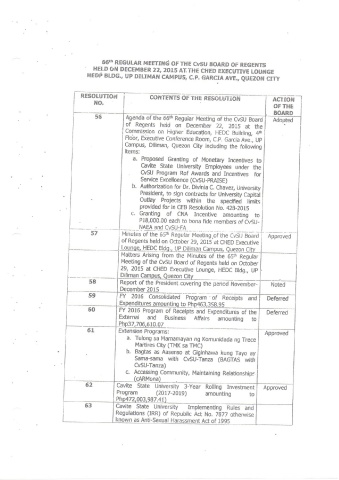 66th REGULAR MEETING OF THE CvSU BOARD OF REGENTS
HELD ON DECEMBER 22, 2015 AT THE CHED EXECUTIVE LOUNGE
HEDP BLDG., UP DILIMAN CAMPUS, C.P. GARCIA AVE., QUEZON CITY
RESOLUTION NO.
CONTENTS OF THE RESOLUTION
ACTION OF THE BOARD
56
Agenda of the 66th Regular Meeting of the CvSU Board
of Regents held on December 22, 2015 at the
Commission on Higher Education, HEDC Building, 4th
Floor, Executive Conference Room, C.P. Garcia Ave., UP
Campus, Diliman, Quezon City including the following
items:
Adopted
a. Proposed Granting of Monetary Incentives to
Cavite State University Employees under the
CvSU Program for Awards and Incentives for
Service Excellence (CvSU-PRAISE)
b. Authorization for Dr. Divinia C. Chavez, University
President, to sign contracts for University Capital
Outlay Projects within the specified limits
provided for in CEB Resolution No.
c. Granting of CNA Incentive amounting to
₱18,000.00 each to bona fide members of CvSU-
NAEA and CvSU-FA
57
Minutes of the 65th Regular Meeting of the CvSU Board
of Regents held on October 29, 2015 at CHED Executive
Lounge, HEDC Bldg., UP Diliman Campus, Quezon City
Approved
Matters Arising from the Minutes of the 65th Regular
Meeting of the CvSU Board of Regents held on October
29, 2015 at CHED Executive Lounge, HEDC Bldg., UP
Diliman Campus, Quezon City
58
Report of the President covering the period November-
December 2015
Noted
59
FY 2016 Consolidated Program of Receipts and
Expenditures amounting to Php463,358.95
Deferred
60
FY 2016 Program of Receipts and Expenditures of the
External and Business Affairs amounting to
Php37,706,610.07
Deferred
61
Extension Programs:
Approved
a. Tulong sa Mamamayan ng Komunidad ng Trece
Martires City (TMK sa TMC)
b. Bagtas as Ausenao at Giginhawa kung Tayo ay
Sama-sama with CvSU-Tanza (BAGTAS with
CvSU-Tanza)
c. Accessing Community, Maintaining Relationship
(cARMona)
62
Cavite State University 3-Year Rolling Investment
Program (2017-2019) amounting to
Php472,003,987.41)
Approved
63
Cavite State University Implementing Rules and
Regulations (IRR) of Republic Act No. 7877 otherwise
known as Anti-Sexual Harassment Act of 1995